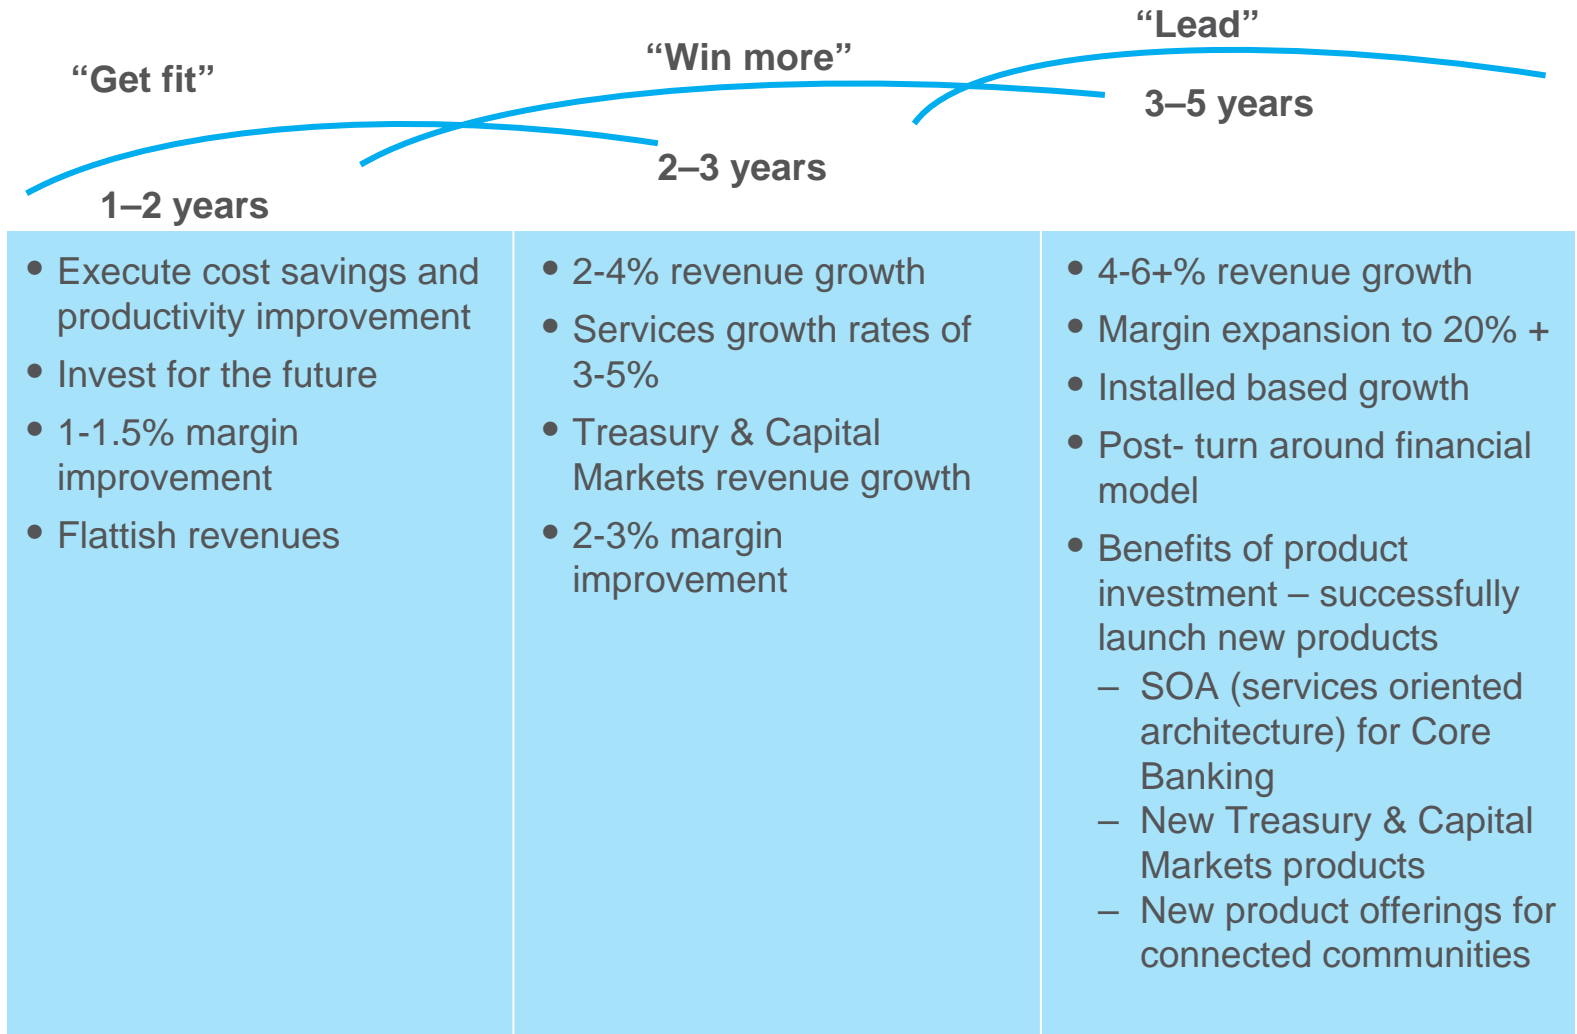 “Get fit”
“Win more”
“Lead”
1–2 years
2–3 years
3–5 years
• Execute cost savings and
productivity improvement
• Invest for the future
• 1-1.5% margin
improvement
• Flattish revenues
• 2-4% revenue growth
• Services growth rates of
3-5%
• Treasury & Capital
Markets revenue growth
• 2-3% margin
improvement
• 4-6+% revenue growth
• Margin expansion to 20% +
• Installed based growth
• Post- turn around financial
model
• Benefits of product
investment – successfully
launch new products
– SOA (services oriented
architecture) for Core
Banking
– New Treasury & Capital
Markets products
– New product offerings for
connected communities